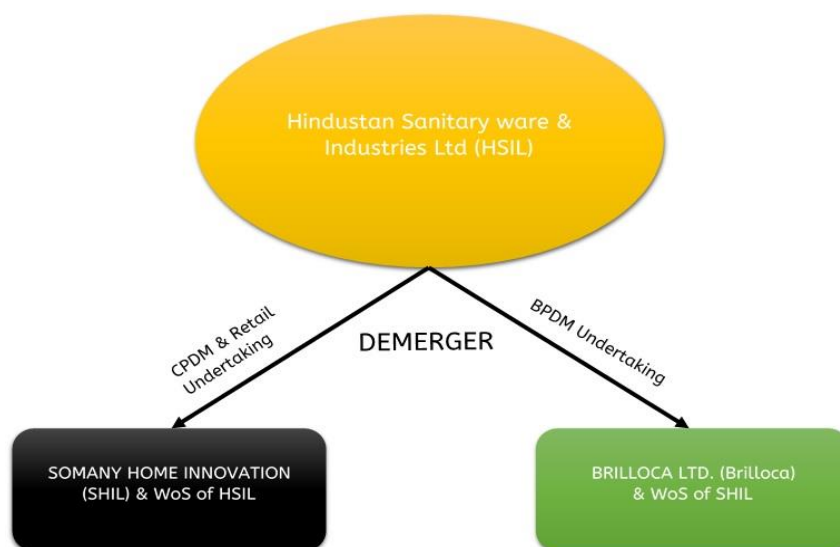 Hindustan Sanitary ware &
Industries Ltd (HSIL)
CPDM & Retail
Undertaking
DEMERGER
BPDM Undertaking
SOMANY HOME INNOVATION
(SHIL) & WoS of HSIL
BRILLOCA LTD. (Brilloca)
& WoS of SHIL